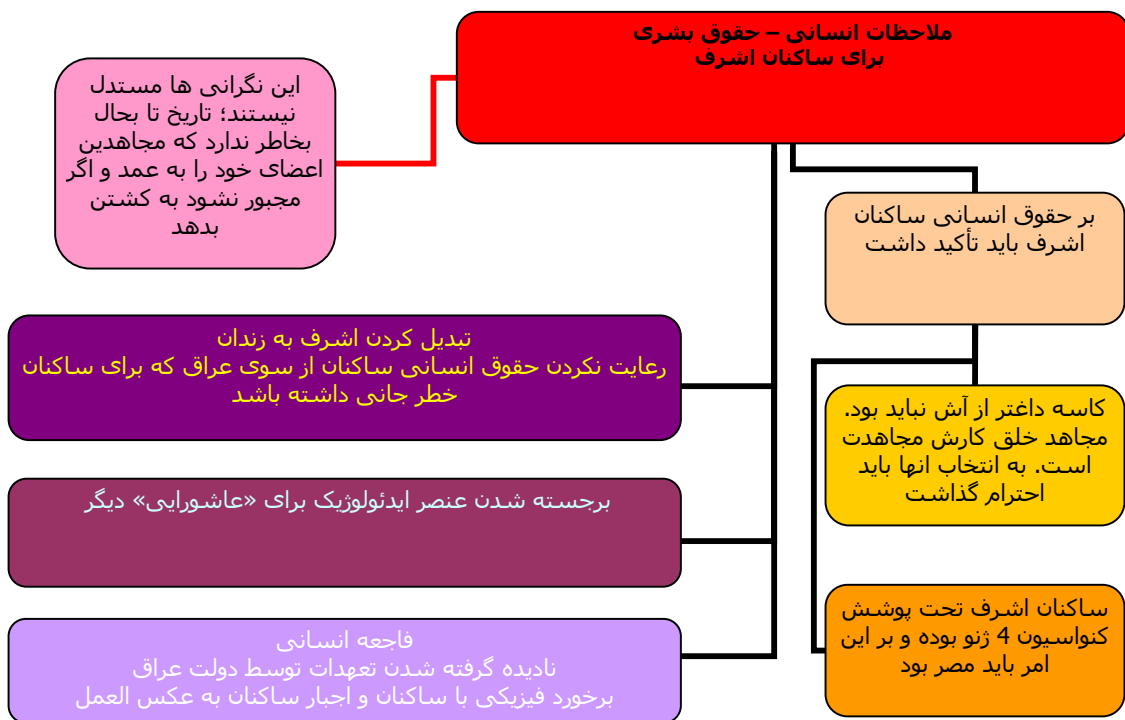 ملاحظات انسانی – حقوق بشری
برای ساکنان اشرف
این نگرانی ها مستدل
نیستند؛ تاریخ تا بحال
بخاطر ندارد که مجاهدین
اعضای خود را به عمد و اگر
مجبور نشود به کشتن
بدهد
بر حقوق انسانی ساکنان
اشرف باید تأکید داشت
تبدیل کردن اشرف به زندان
رعایت نکردن حقوق انسانی ساکنان از سوی عراق که برای ساکنان
خطر جانی داشته باشد
کاسه داغتر از آش نباید بود.
مجاهد خلق کارش مجاهدت
است. به انتخاب انها باید
احترام گذاشت
برجسته شدن عنصر ایدئولوژیک برای «عاشورایی» دیگر
ساکنان اشرف تحت پوشش
کنواسیون 4 ژنو بوده و بر این
امر باید مصر بود
فاجعه انسانی
نادیده گرفته شدن تعهدات توسط دولت عراق
برخورد فیزیکی با ساکنان و اجبار ساکنان به عکس العمل